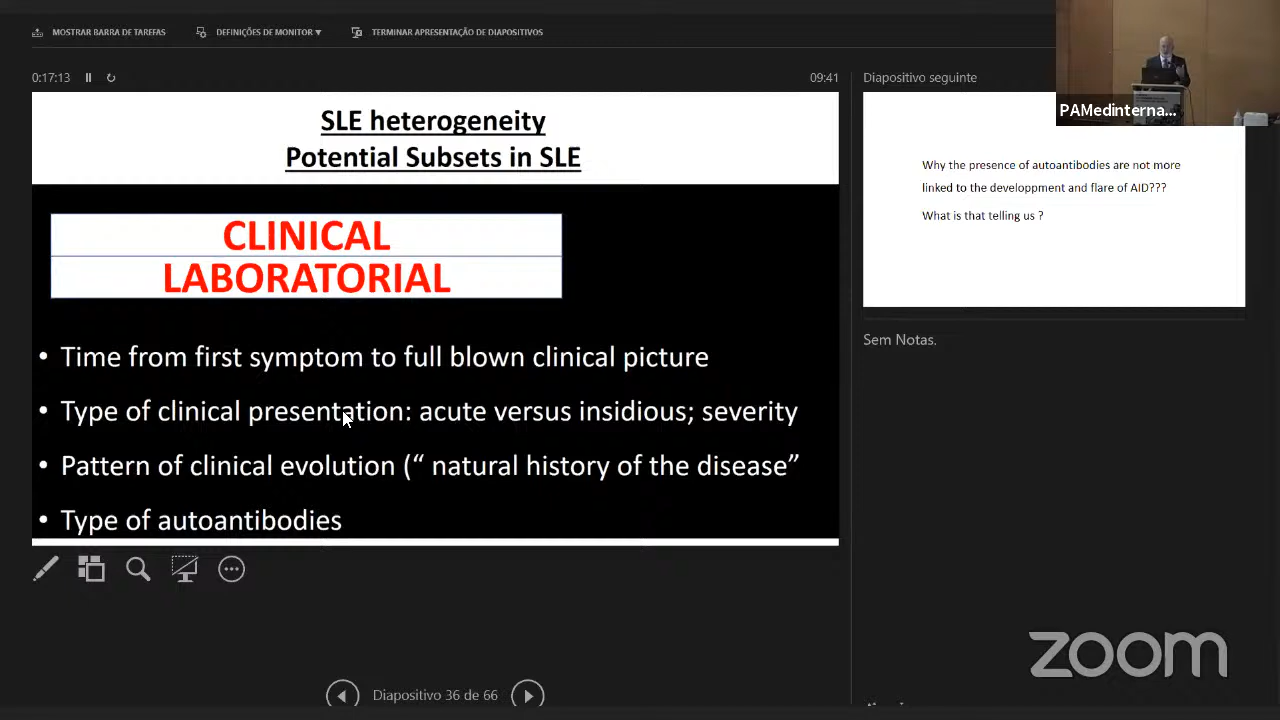 MOSTRAR BARRA DE TAREFAS
DEFINIÇÕES DE MONITOR ▾
TERMINAR APRESENTAÇÃO DE DIAPOSITIVOS
0:17:13
09:41
SLE heterogeneity
Potential Subsets in SLE
CLINICAL
LABORATORIAL
• Time from first symptom to full blown clinical picture
• Type of clinical presentation: acute versus insidious; severity
• Pattern of clinical evolution (“ natural history of the disease”
• Type of autoantibodies
Diapositivo 36 de 66
Diapositivo seguinte
PAMedinterna...
Why the presence of autoantibodies are not more
linked to the developpment and flare of AID???
What is that telling us ?
Sem Notas.
zoom